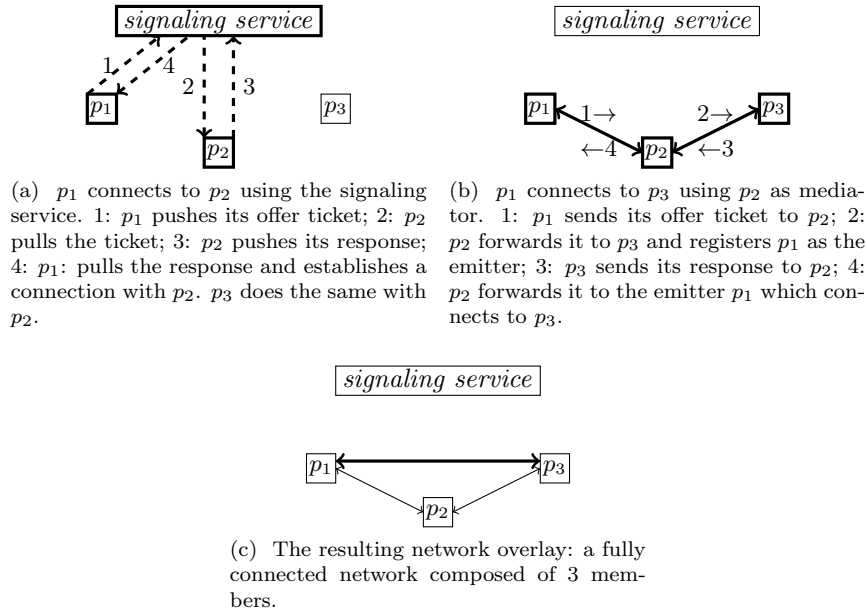 signaling service
1
4
2
3
p1
p3
p2
(a) p1 connects to p2 using the signaling
service. 1: p1 pushes its offer ticket; 2: p2
pulls the ticket; 3: p2 pushes its response;
4: p1: pulls the response and establishes a
connection with p2. p3 does the same with
p2.
signaling service
p1
p3
1→
2→
←4
←3
p2
(b) p1 connects to p3 using p2 as media-
tor. 1: p1 sends its offer ticket to p2; 2:
p2 forwards it to p3 and registers p1 as the
emitter; 3: p3 sends its response to p2; 4:
p2 forwards it to the emitter p1 which con-
nects to p3.
signaling service
p1
p3
p2
(c) The resulting network overlay: a fully
connected network composed of 3 mem-
bers.